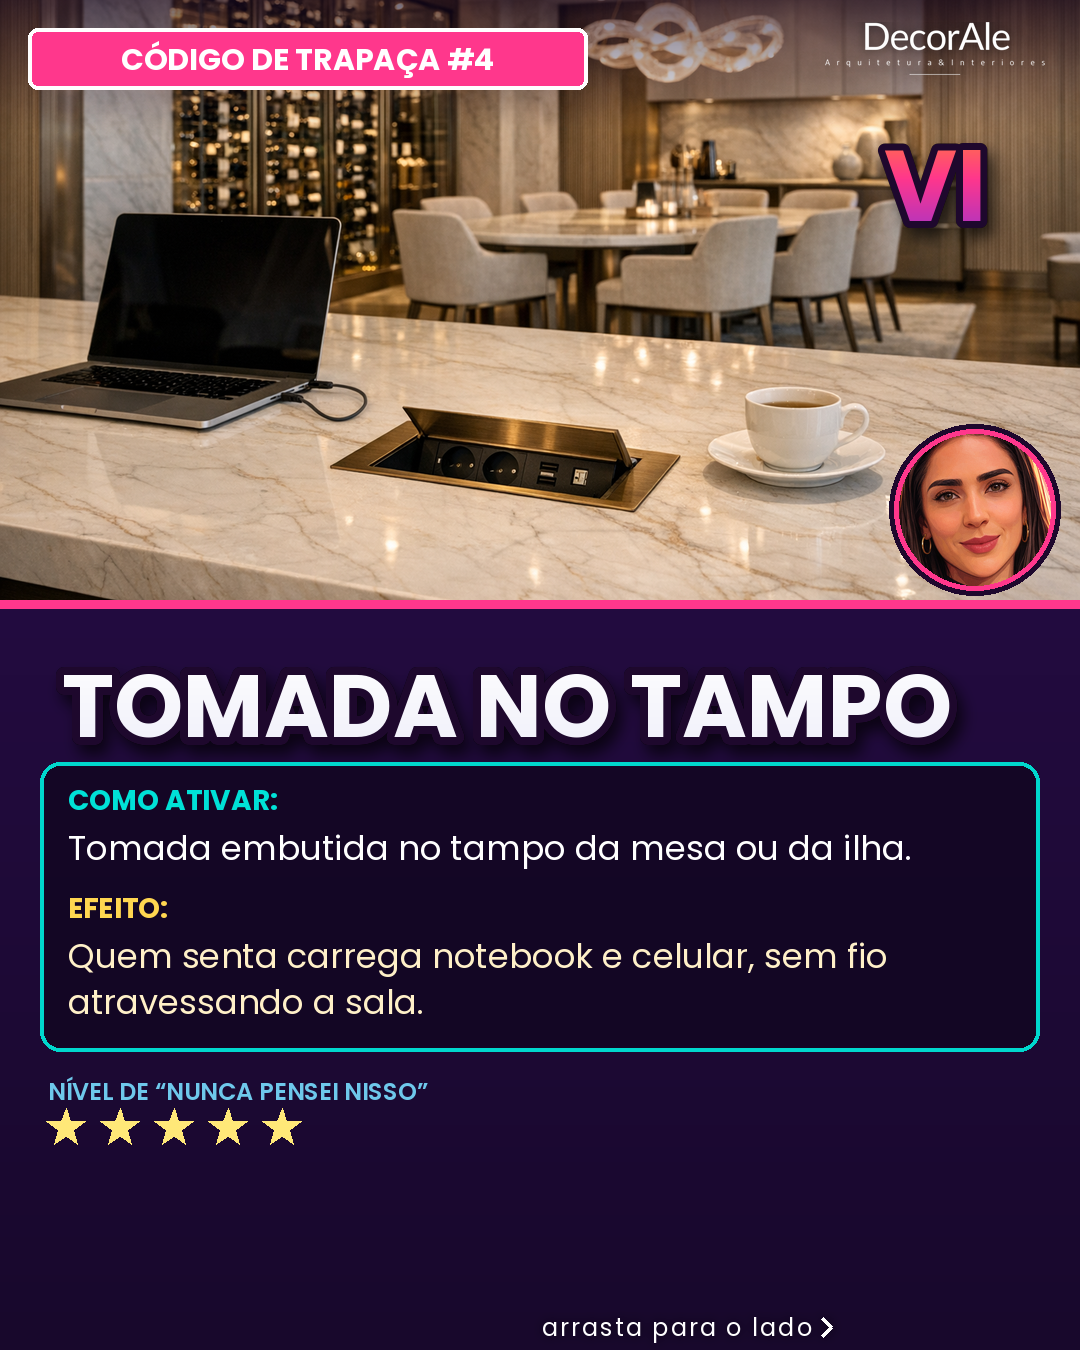 CÓDIGO DE TRAPAÇA #4
DecorAle
Arquitetura&Interiores
VI
TOMADA NO TAMPO
COMO ATIVAR:
Tomada embutida no tampo da mesa ou da ilha.
EFEITO:
Quem senta carrega notebook e celular, sem fio
atravessando a sala.
NÍVEL DE “NUNCA PENSEI NISSO”
arrasta para o lado